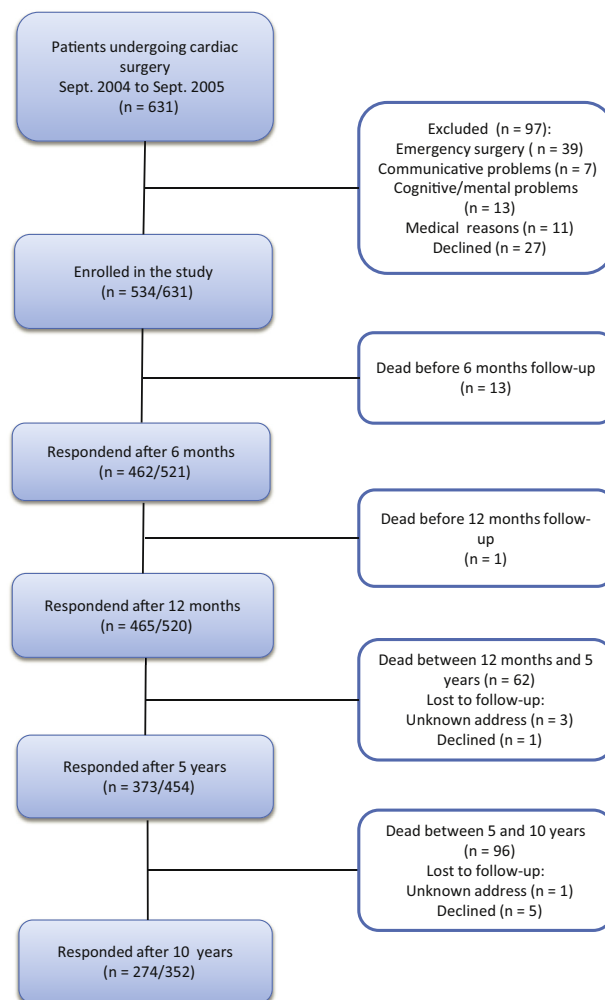 Patients undergoing cardiac
surgery
Sept. 2004 to Sept. 2005
(n = 631)
Excluded (n = 97):
Emergency surgery ( n = 39)
Communicative problems (n = 7)
Cognitive/mental problems
(n = 13)
Medical reasons (n = 11)
Declined (n = 27)
Enrolled in the study
(n = 534/631)
Dead before 6 months follow-up
(n = 13)
Respondend after 6 months
(n = 462/521)
Dead before 12 months follow-
up
(n = 1)
Respondend after 12 months
(n = 465/520)
Dead between 12 months and 5
years (n = 62)
Lost to follow-up:
Unknown address (n = 3)
Declined (n = 1)
Responded after 5 years
(n = 373/454)
Dead between 5 and 10 years
(n = 96)
Lost to follow-up:
Unknown address (n = 1)
Declined (n = 5)
Responded after 10 years
(n = 274/352)